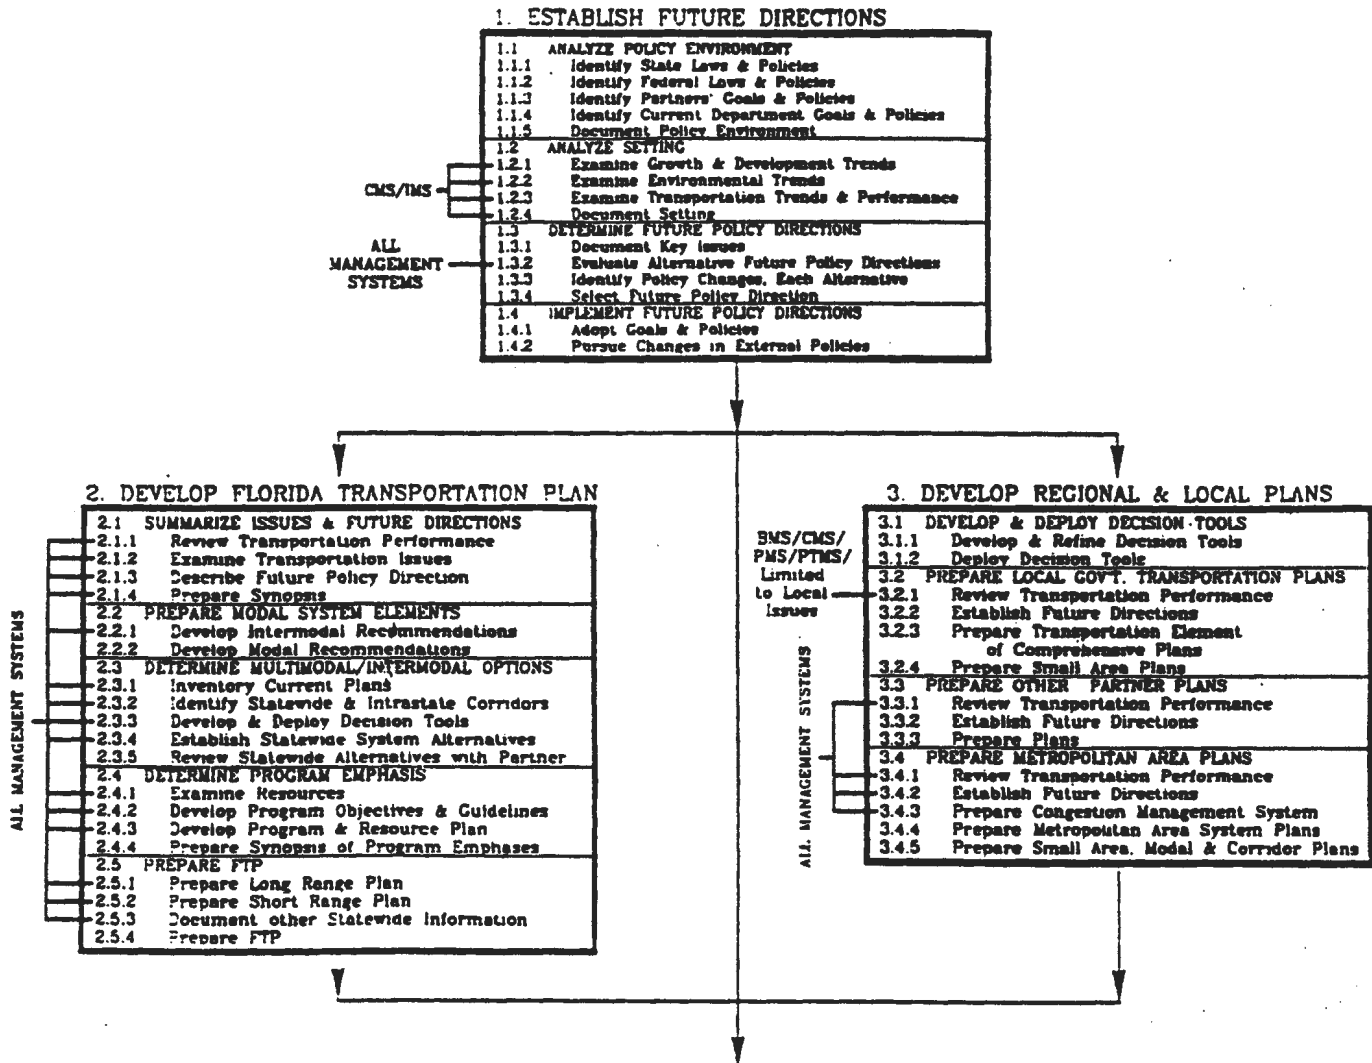 1. ESTABLISH FUTURE DIRECTIONS
1.1 ANALYZE POLICY ENVIRONMENT
1.1.1 Identify State Laws & Policies
1.1.2 Identify Federal Laws & Policies
1.1.3 Identify Partners' Goals & Policies
1.1.4 Identify Current Department Goals & Policies
1.1.5 Document Policy Environment
1.2 ANALYZE SETTING
1.2.1 Examine Growth & Development Trends
1.2.2 Examine Environmental Trends
1.2.3 Examine Transportation Trends & Performance
1.2.4 Document Setting
CMS/IMS
1.3 DETERMINE FUTURE POLICY DIRECTIONS
1.3.1 Document Key Issues
1.3.2 Evaluate Alternative Future Policy Directions
1.3.3 Identify Policy Changes, Each Alternative
1.3.4 Select Future Policy Direction
ALL
MANAGEMENT
SYSTEMS
1.4 IMPLEMENT FUTURE POLICY DIRECTIONS
1.4.1 Adopt Goals & Policies
1.4.2 Pursue Changes in External Policies
2. DEVELOP FLORIDA TRANSPORTATION PLAN
2.1 SUMMARIZE ISSUES & FUTURE DIRECTIONS
2.1.1 Review Transportation Performance
2.1.2 Examine Transportation Issues
2.1.3 Describe Future Policy Direction
2.1.4 Prepare Synopsis
2.2 PREPARE MODAL SYSTEM ELEMENTS
2.2.1 Develop Intermodal Recommendations
2.2.2 Develop Modal Recommendations
2.3 DETERMINE MULTIMODAL/INTERMODAL OPTIONS
2.3.1 Inventory Current Plans
2.3.2 Identify Statewide & Intrastate Corridors
2.3.3 Develop & Deploy Decision Tools
2.3.4 Establish Statewide System Alternatives
2.3.5 Review Statewide Alternatives with Partner
2.4 DETERMINE PROGRAM EMPHASIS
2.4.1 Examine Resources
2.4.2 Develop Program Objectives & Guidelines
2.4.3 Develop Program & Resource Plan
2.4.4 Prepare Synopsis of Program Emphases
2.5 PREPARE FTP
2.5.1 Prepare Long Range Plan
2.5.2 Prepare Short Range Plan
2.5.3 Document other Statewide Information
2.5.4 Prepare FTP
ALL MANAGEMENT SYSTEMS
3. DEVELOP REGIONAL & LOCAL PLANS
3.1 DEVELOP & DEPLOY DECISION TOOLS
3.1.1 Develop & Refine Decision Tools
3.1.2 Deploy Decision Tools
3.2 PREPARE LOCAL GOVT. TRANSPORTATION PLANS
3.2.1 Review Transportation Performance
3.2.2 Establish Future Directions
3.2.3 Prepare Transportation Element
of Comprehensive Plans
3.2.4 Prepare Small Area Plans
BMS/CMS/
PMS/PTMS/
Limited
to Local
Issues
3.3 PREPARE OTHER PARTNER PLANS
3.3.1 Review Transportation Performance
3.3.2 Establish Future Directions
3.3.3 Prepare Plans
3.4 PREPARE METROPOLITAN AREA PLANS
3.4.1 Review Transportation Performance
3.4.2 Establish Future Directions
3.4.3 Prepare Congestion Management System
3.4.4 Prepare Metropolitan Area System Plans
3.4.5 Prepare Small Area, Modal & Corridor Plans
ALL MANAGEMENT SYSTEMS